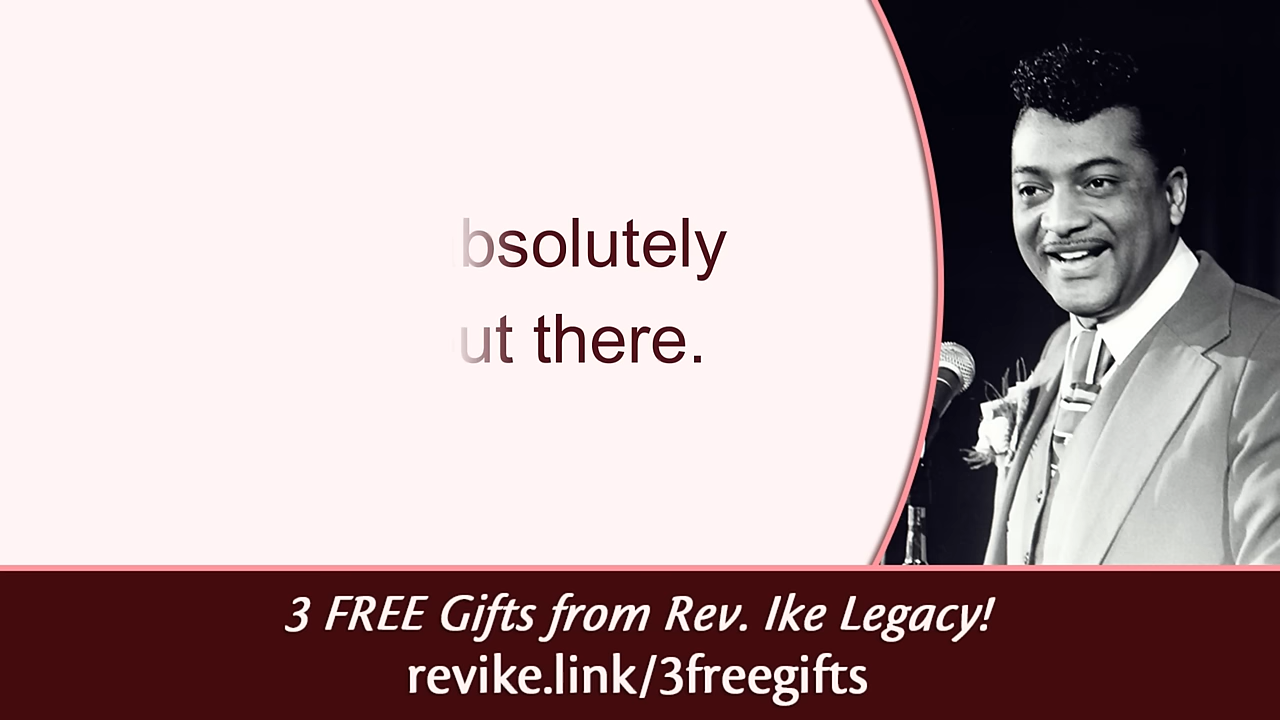 bsolutely
ut there.
3 FREE Gifts from Rev. Ike Legacy!
revike.link/3freegifts